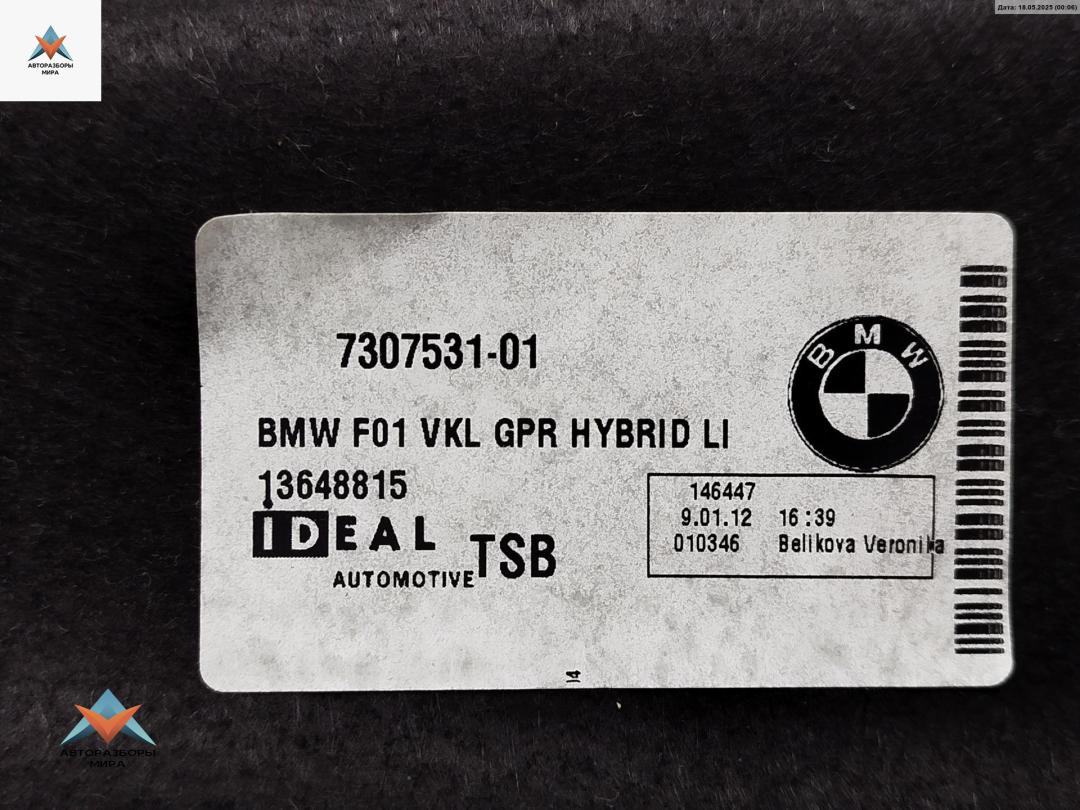 Дата: 18.05.2025 (00:06)
АВТОРАЗБОРЫ
МИРА
7307531-01
BMW
BMW F01 VKL GPR HYBRID LI
13648815
146447
9.01.12 16:39
010346 Belikova Veronika
IDEAL
AUTOMOTIVE
TSB
14
АВТОРАЗБОРЫ
МИРА